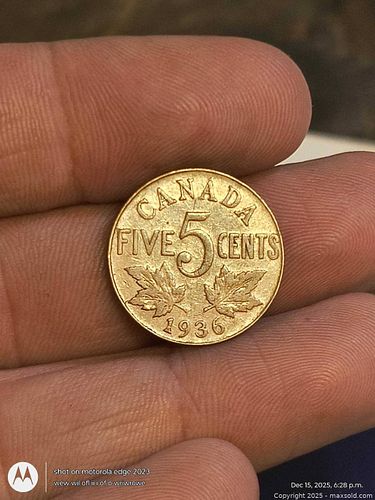 CANADA
FIVE 5 CENTS
1936
shot on motorola edge 2023
Dec 15, 2025, 6:28 p.m.
Copyright 2025 - maxsold.com